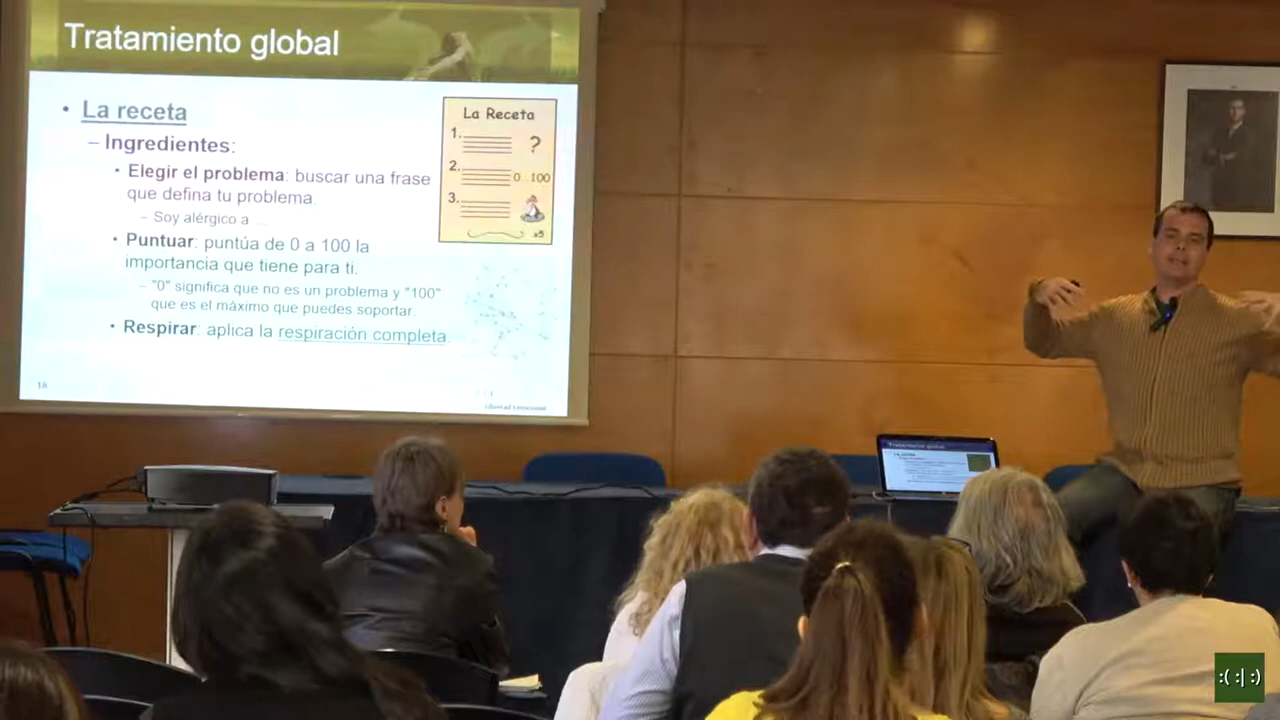 Tratamiento global
• La receta
– Ingredientes:
• Elegir el problema: buscar una frase
que defina tu problema.
– Soy alérgico a ...
• Puntuar: puntúa de 0 a 100 la
importancia que tiene para ti.
– "0" significa que no es un problema y "100"
que es el máximo que puedes soportar.
• Respirar: aplica la respiración completa.
La Receta
1.
?
2.
0...100
3.
x5
18
Tratamiento global
:( :| :)